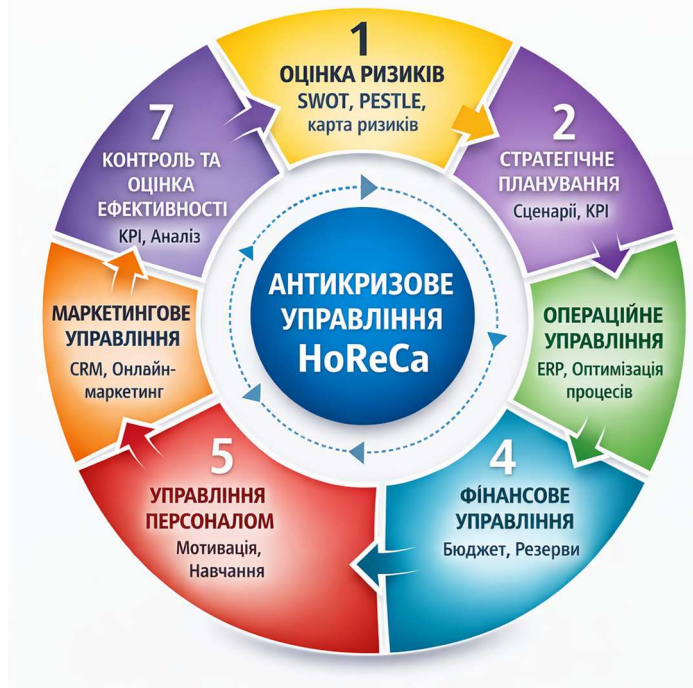 1
ОЦІНКА РИЗИКІВ
SWOT, PESTLE,
карта ризиків
2
СТРАТЕГІЧНЕ
ПЛАНУВАННЯ
Сценарії, KPI
ОПЕРАЦІЙНЕ
УПРАВЛІННЯ
ERP, Оптимізація
процесів
4
ФІНАНСОВЕ
УПРАВЛІННЯ
Бюджет, Резерви
5
УПРАВЛІННЯ
ПЕРСОНАЛОМ
Мотивація,
Навчання
МАРКЕТИНГОВЕ
УПРАВЛІННЯ
CRM, Онлайн-
маркетинг
7
КОНТРОЛЬ ТА
ОЦІНКА
ЕФЕКТИВНОСТІ
KPI, Аналіз
АНТИКРИЗОВЕ
УПРАВЛІННЯ
HoReCa